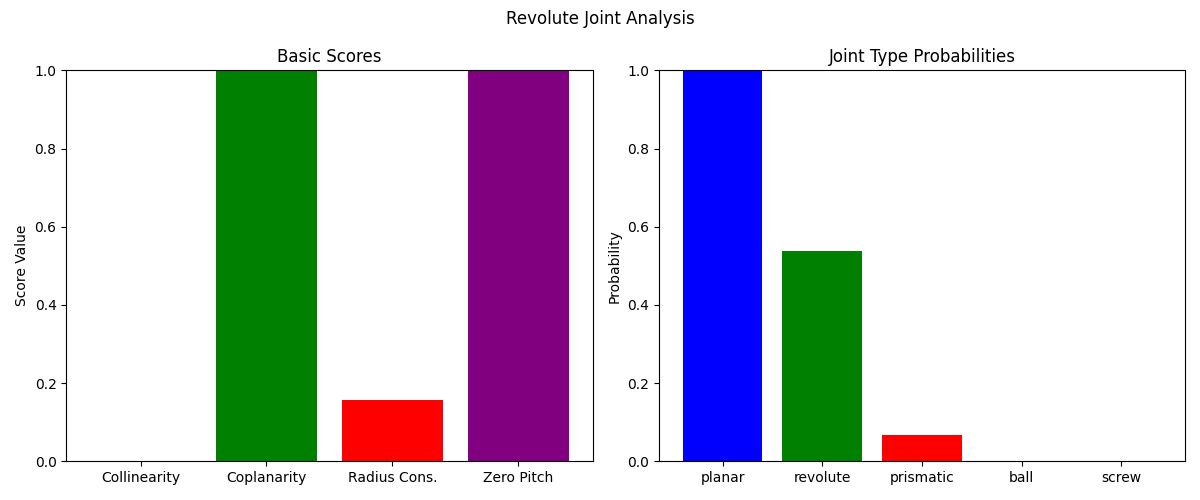 Revolute Joint Analysis
Basic Scores
Score Value
1.0
0.8
0.6
0.4
0.2
0.0
Collinearity Coplanarity Radius Cons. Zero Pitch
Joint Type Probabilities
Probability
1.0
0.8
0.6
0.4
0.2
0.0
planar revolute prismatic ball screw